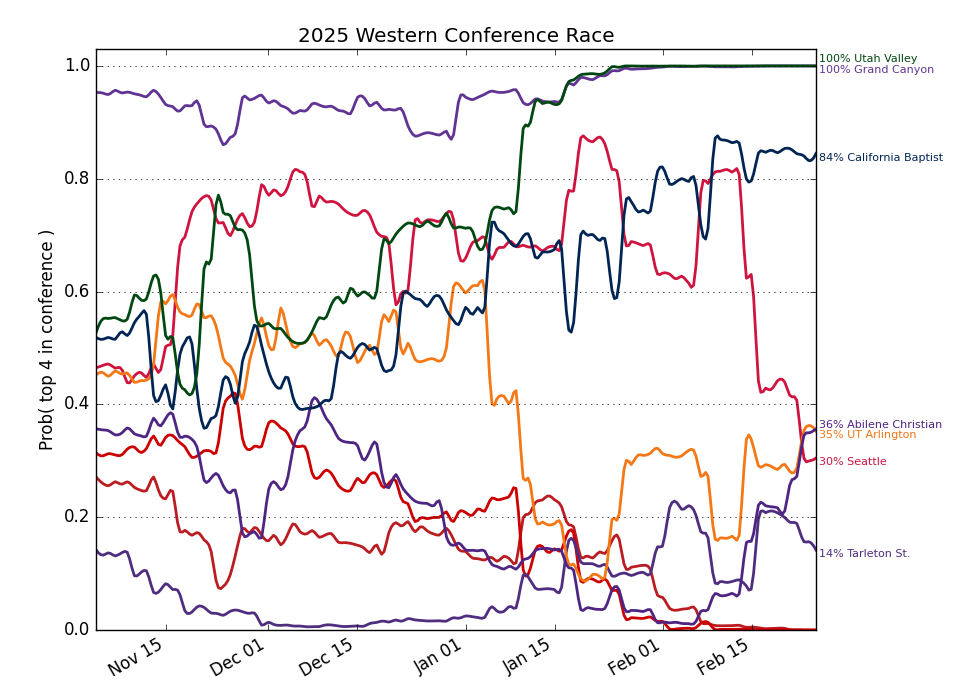 2025 Western Conference Race
Prob( top 4 in conference )
1.0
0.8
0.6
0.4
0.2
0.0
Nov 15
Dec 01
Dec 15
Jan 01
Jan 15
Feb 01
Feb 15
100% Utah Valley
100% Grand Canyon
84% California Baptist
36% Abilene Christian
35% UT Arlington
30% Seattle
14% Tarleton St.